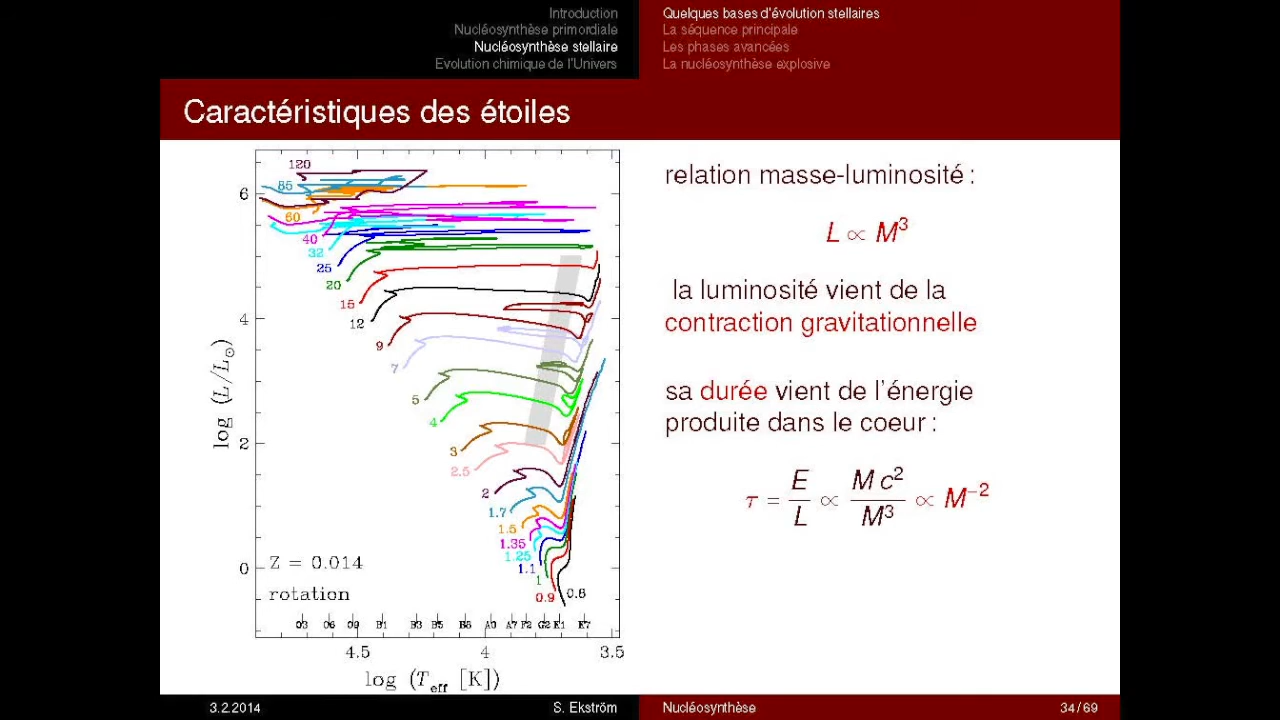 Introduction
Nucléosynthèse primordiale
Nucléosynthèse stellaire
Evolution chimique de l'Univers
Quelques bases d'évolution stellaires
La séquence principale
Les phases avancées
La nucléosynthèse explosive
Caractéristiques des étoiles
120
85
60
40
32
25
20
15
12
9
7
5
4
3
2.5
2
1.7
1.5
1.35
1.25
1.1
1
0.9
0.8
6
4
2
0
log (L/L☉)
Z = 0.014
rotation
O3 O6 O9 B1 B3 B5 B8 A0 A7 F2 G2 K1 K7
4.5 4 3.5
log (Teff [K])
relation masse-luminosité :
L ∝ M³
la luminosité vient de la
contraction gravitationnelle
sa durée vient de l'énergie
produite dans le coeur :
τ = E/L ∝ M c²/M³ ∝ M⁻²
3.2.2014
S. Ekström
Nucléosynthèse
34/69